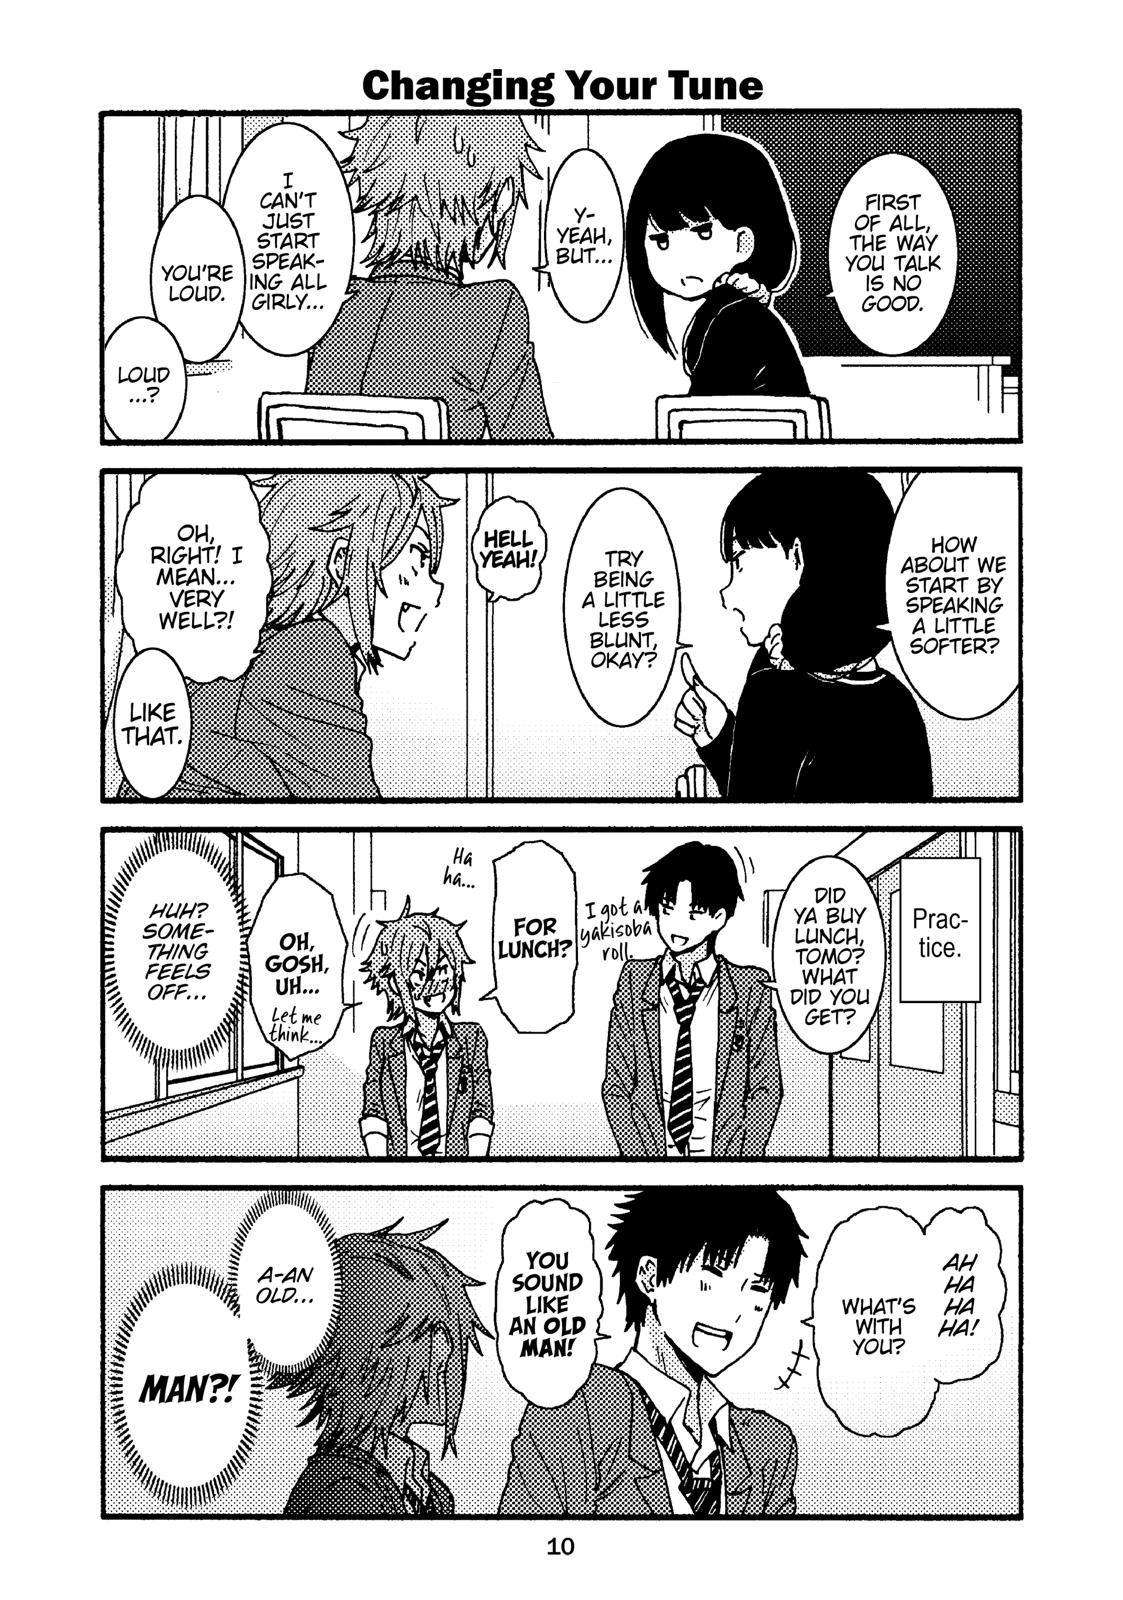 Changing Your Tune
FIRST
OF ALL,
THE WAY
YOU TALK
IS NO
GOOD.
Y-
YEAH,
BUT...
I
CAN'T
JUST
START
SPEAK-
ING ALL
GIRLY...
YOU'RE
LOUD.
LOUD
...?
HOW
ABOUT WE
START BY
SPEAKING
A LITTLE
SOFTER?
TRY
BEING
A LITTLE
LESS
BLUNT,
OKAY?
HELL
YEAH!
OH,
RIGHT! I
MEAN...
VERY
WELL?!
LIKE
THAT.
Prac-
tice.
DID
YA BUY
LUNCH,
TOMO?
WHAT
DID YOU
GET?
I got a
yakisoba
roll.
FOR
LUNCH?
Ha
ha...
OH,
GOSH,
UH...
Let me
think...
HUH?
SOME-
THING
FEELS
OFF...
AH
HA
HA
HA!
WHAT'S
WITH
YOU?
YOU
SOUND
LIKE
AN OLD
MAN!
A-AN
OLD...
MAN?!
10